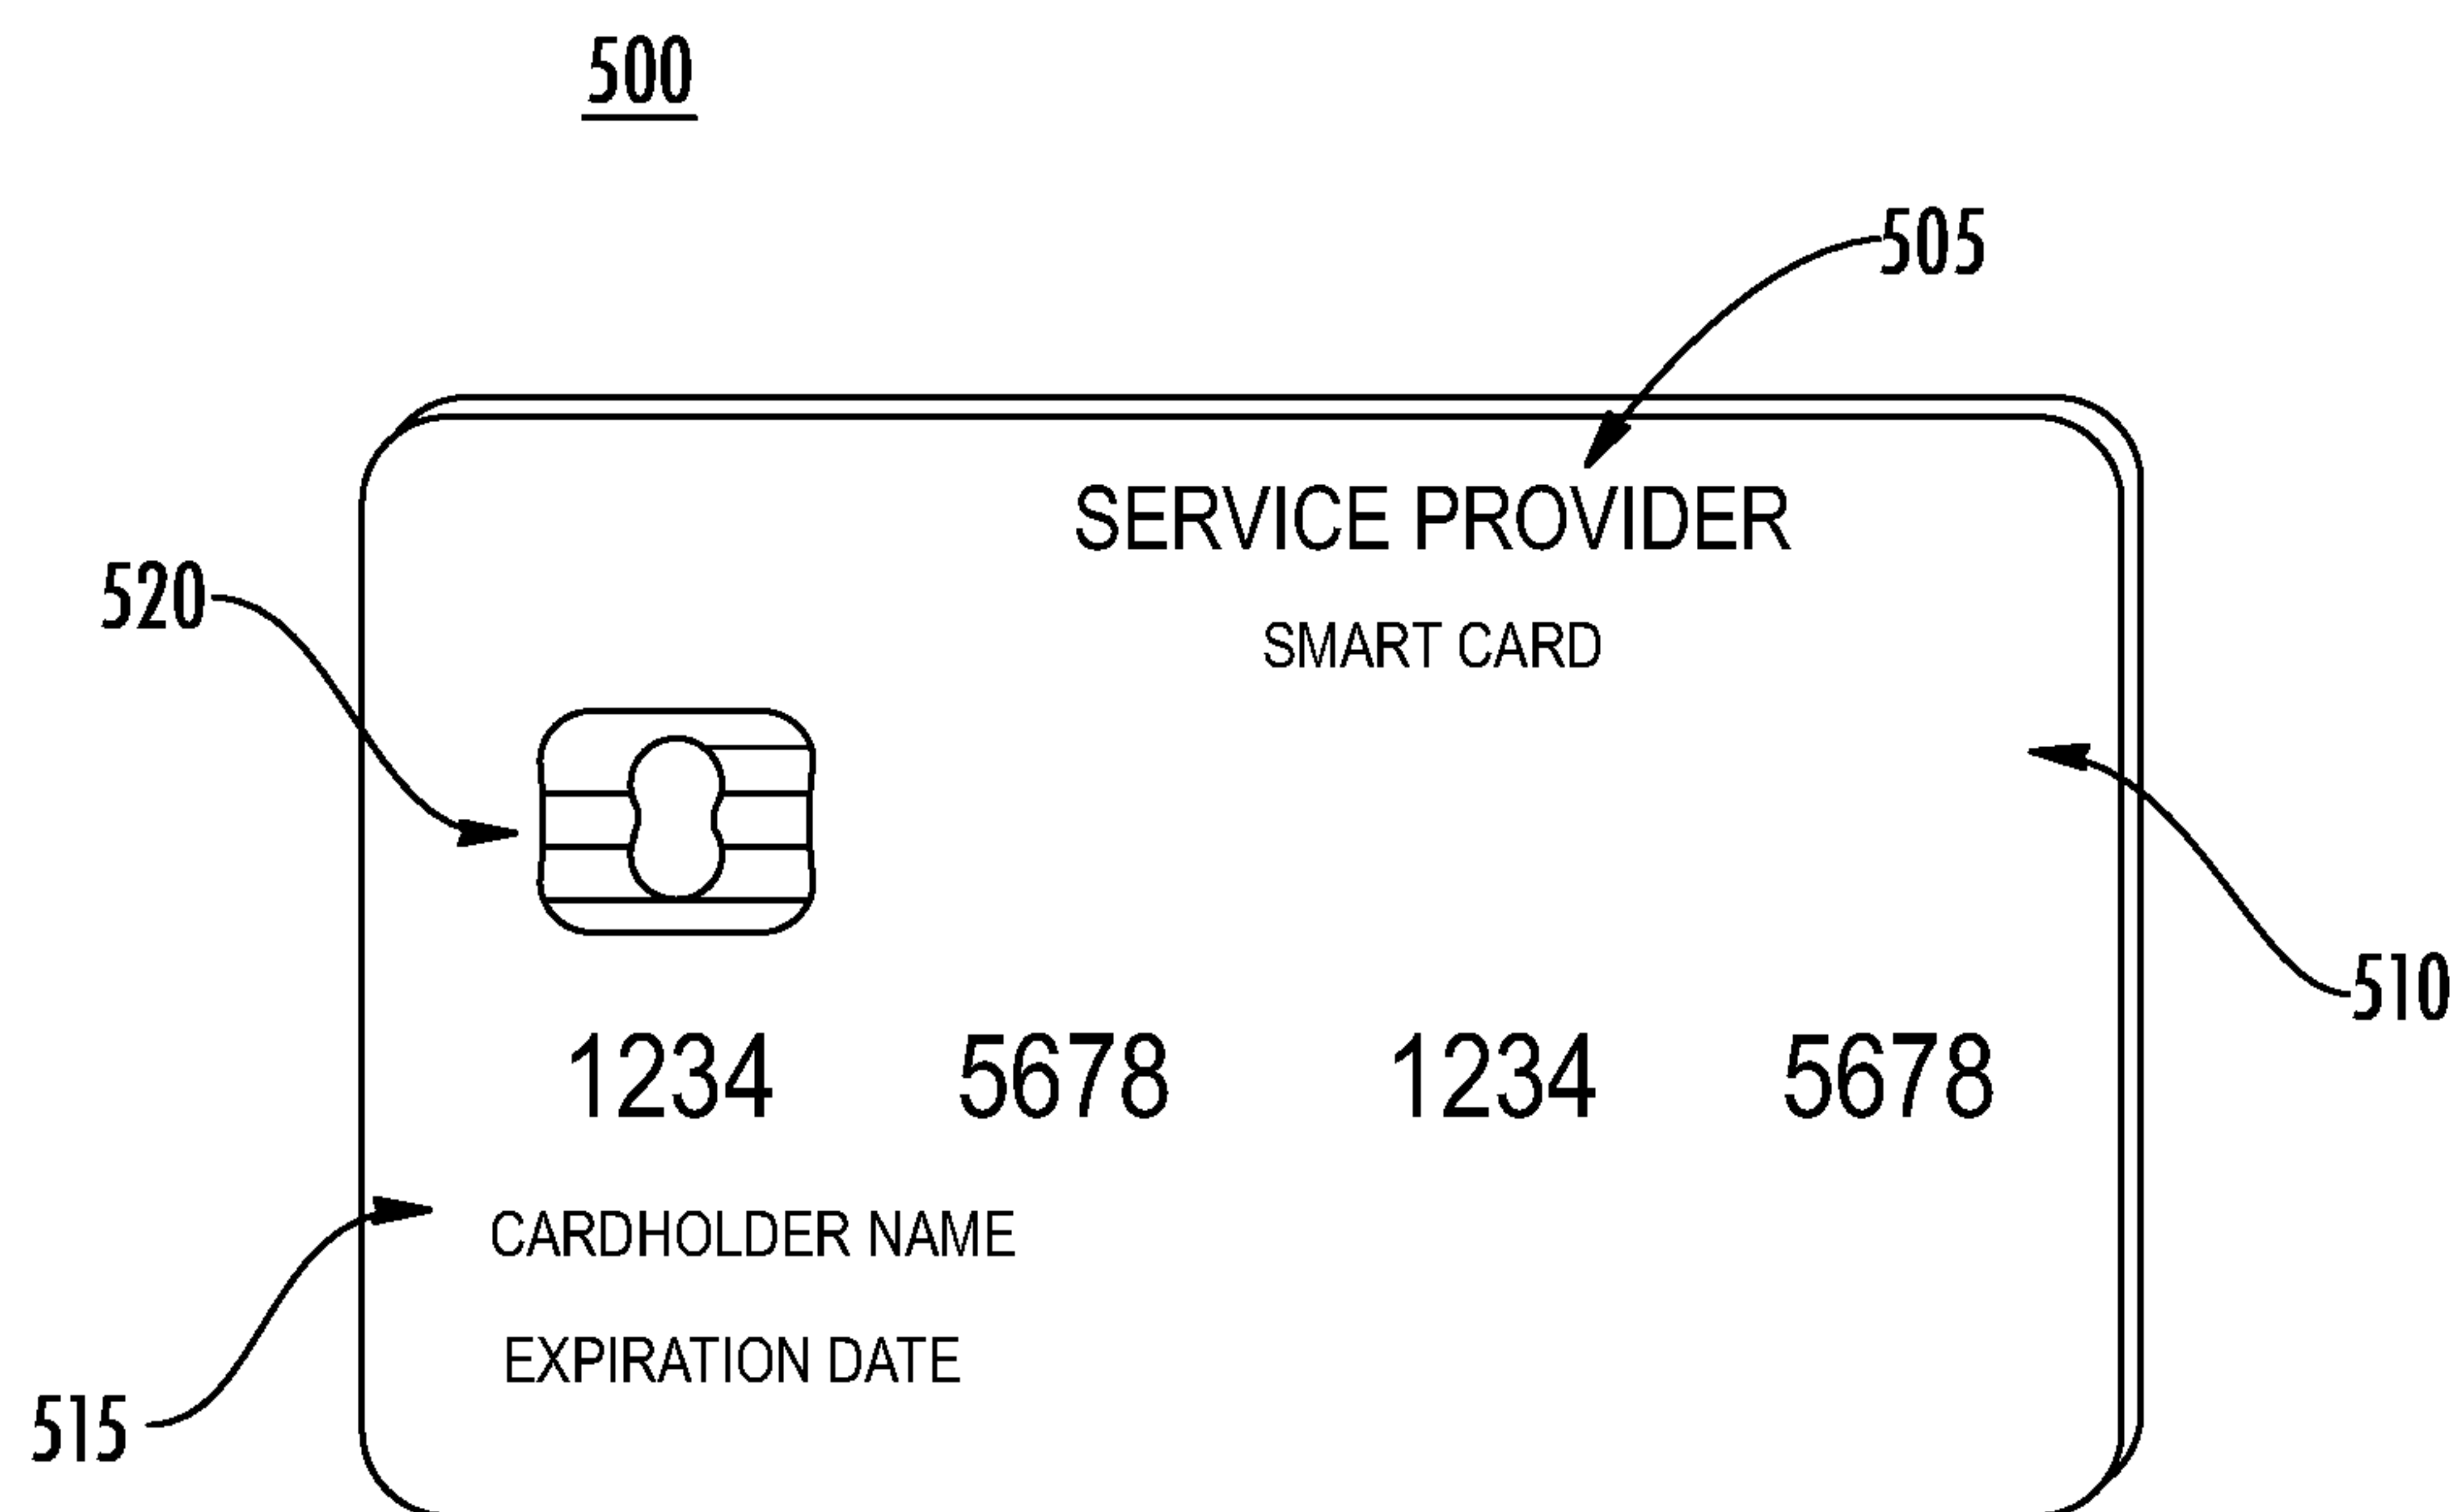 500
505
SERVICE PROVIDER
520
SMART CARD
510
1234 5678 1234 5678
CARDHOLDER NAME
EXPIRATION DATE
515